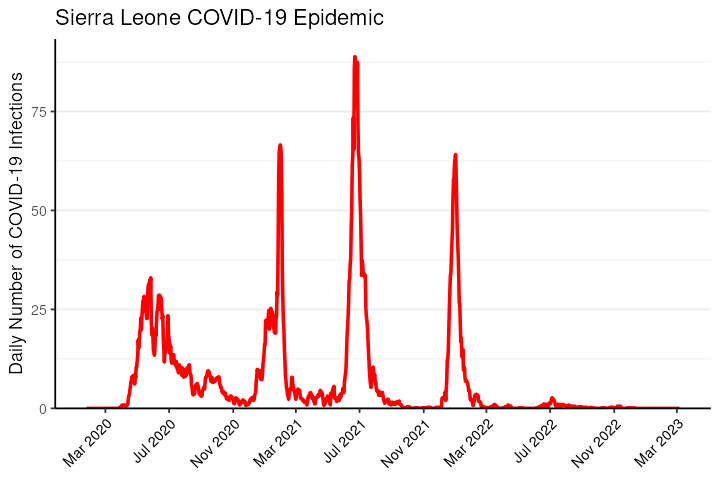 Sierra Leone COVID-19 Epidemic
Daily Number of COVID-19 Infections
75
50
25
0
Mar 2020
Jul 2020
Nov 2020
Mar 2021
Jul 2021
Nov 2021
Mar 2022
Jul 2022
Nov 2022
Mar 2023